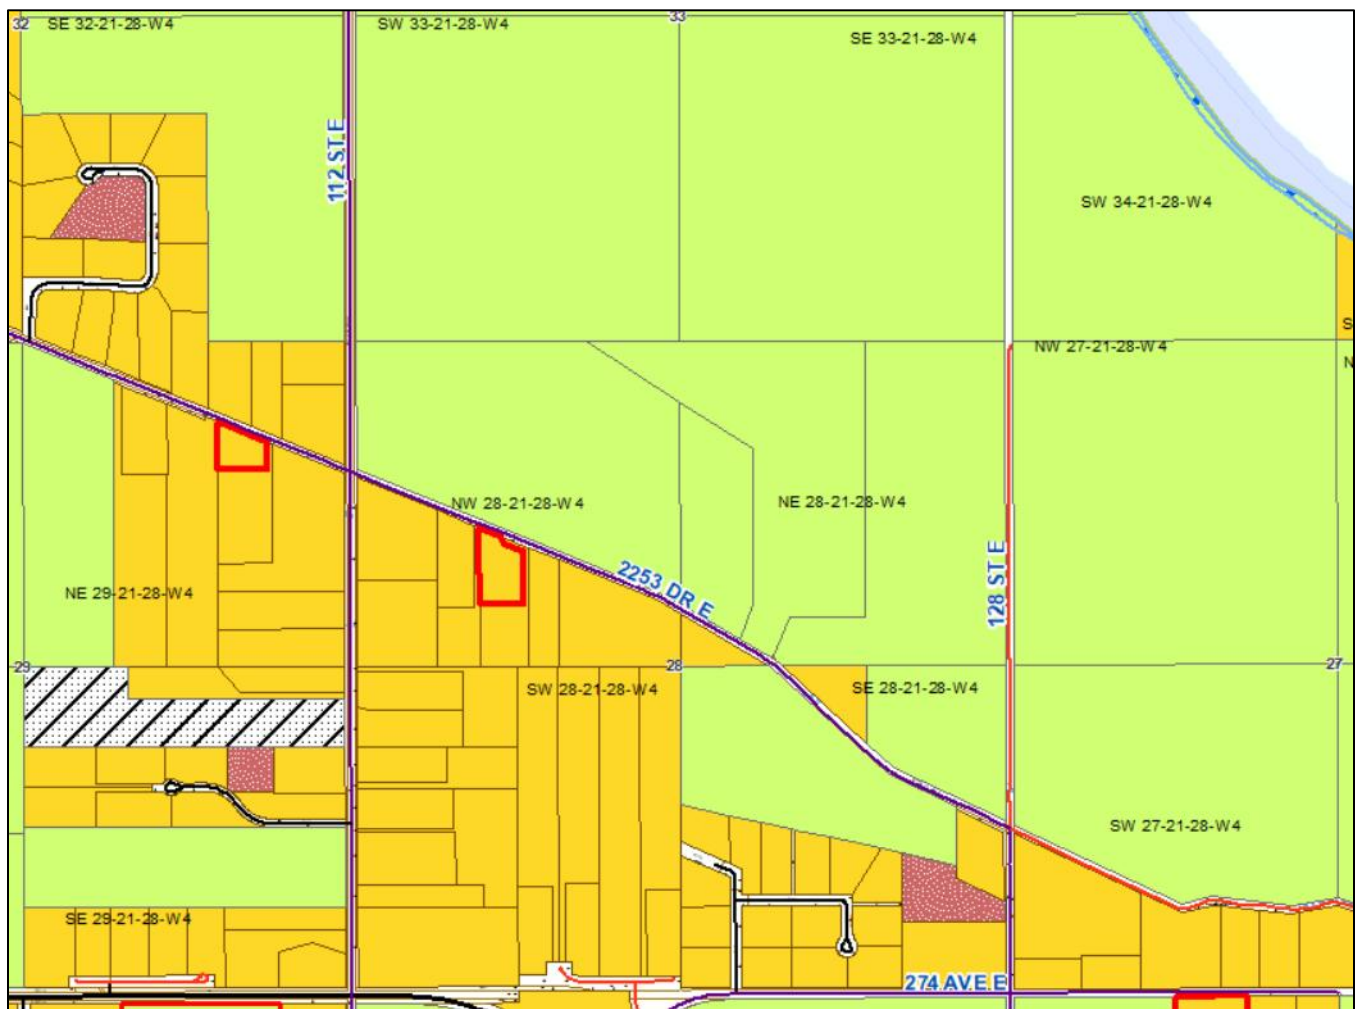 32
SE 32-21-28-W4
SW 33-21-28-W4
33
SE 33-21-28-W4
112 ST E
SW 34-21-28-W4
S
NW 27-21-28-W4
N
NW 28-21-28-W4
NE 28-21-28-W4
2253 DR E
128 ST E
NE 29-21-28-W4
29
28
27
SW 28-21-28-W4
SE 28-21-28-W4
SW 27-21-28-W4
SE 29-21-28-W4
274 AVE E